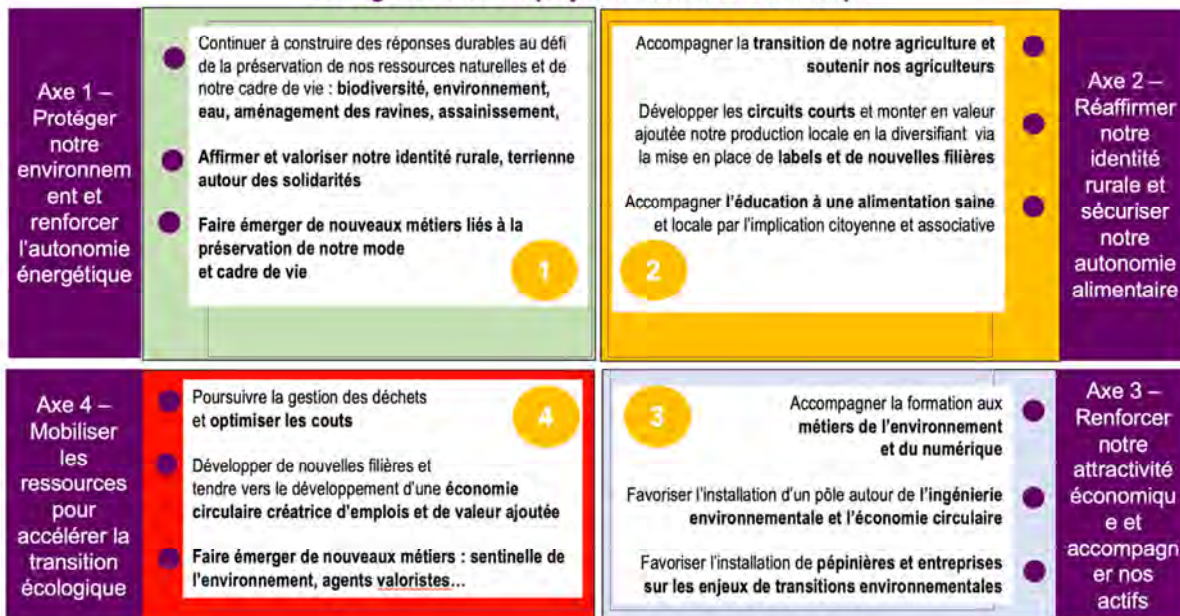 Axe 1 –
Protéger
notre
environnem
ent et
renforcer
l'autonomie
énergétique
Continuer à construire des réponses durables au défi
de la préservation de nos ressources naturelles et de
notre cadre de vie : biodiversité, environnement,
eau, aménagement des ravines, assainissement,
Affirmer et valoriser notre identité rurale, terrienne
autour des solidarités
Faire émerger de nouveaux métiers liés à la
préservation de notre mode
et cadre de vie
1
Accompagner la transition de notre agriculture et
soutenir nos agriculteurs
Développer les circuits courts et monter en valeur
ajoutée notre production locale en la diversifiant via
la mise en place de labels et de nouvelles filières
Accompagner l'éducation à une alimentation saine
et locale par l'implication citoyenne et associative
2
Axe 2 –
Réaffirmer
notre
identité
rurale et
sécuriser
notre
autonomie
alimentaire
Axe 4 –
Mobiliser
les
ressources
pour
accélérer la
transition
écologique
Poursuivre la gestion des déchets
et optimiser les couts
4
Développer de nouvelles filières et
tendre vers le développement d'une économie
circulaire créatrice d'emplois et de valeur ajoutée
Faire émerger de nouveaux métiers : sentinelle de
l'environnement, agents valoristes…
3
Accompagner la formation aux
métiers de l'environnement
et du numérique
Favoriser l'installation d'un pôle autour de l'ingénierie
environnementale et l'économie circulaire
Favoriser l'installation de pépinières et entreprises
sur les enjeux de transitions environnementales
Axe 3 –
Renforcer
notre
attractivité
économiqu
e et
accompagn
er nos
actifs